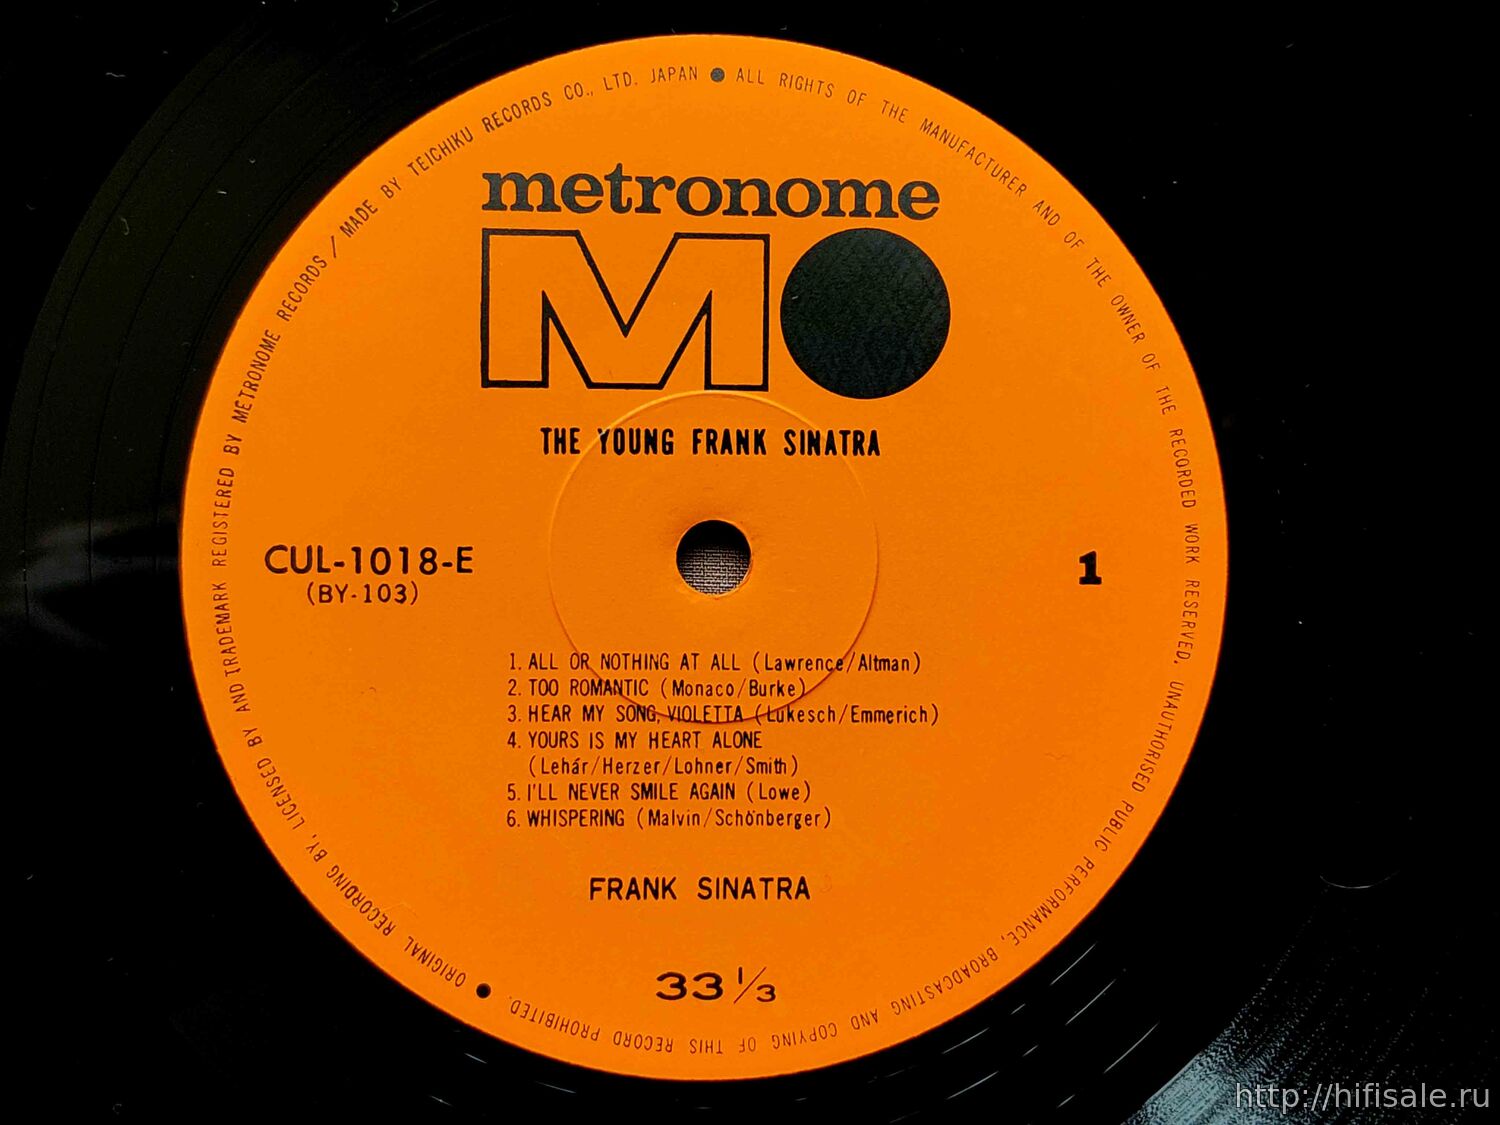 ORIGINAL RECORDING BY, LICENSED BY AND TRADEMARK REGISTERED BY METRONOME RECORDS / MADE BY TEICHIKU RECORDS CO., LTD. JAPAN ● ALL RIGHTS OF THE MANUFACTURER AND OF THE OWNER OF THE RECORDED WORK RESERVED. UNAUTHORISED PUBLIC PERFORMANCE, BROADCASTING AND COPYING OF THIS RECORD PROHIBITED. ●
metronome
M
THE YOUNG FRANK SINATRA
CUL-1018-E
(BY-103)
1
1. ALL OR NOTHING AT ALL (Lawrence/Altman)
2. TOO ROMANTIC (Monaco/Burke)
3. HEAR MY SONG, VIOLETTA (Lukesch/Emmerich)
4. YOURS IS MY HEART ALONE
(Lehár/Herzer/Lohner/Smith)
5. I'LL NEVER SMILE AGAIN (Lowe)
6. WHISPERING (Malvin/Schönberger)
FRANK SINATRA
33 1/3
http://hifisale.ru